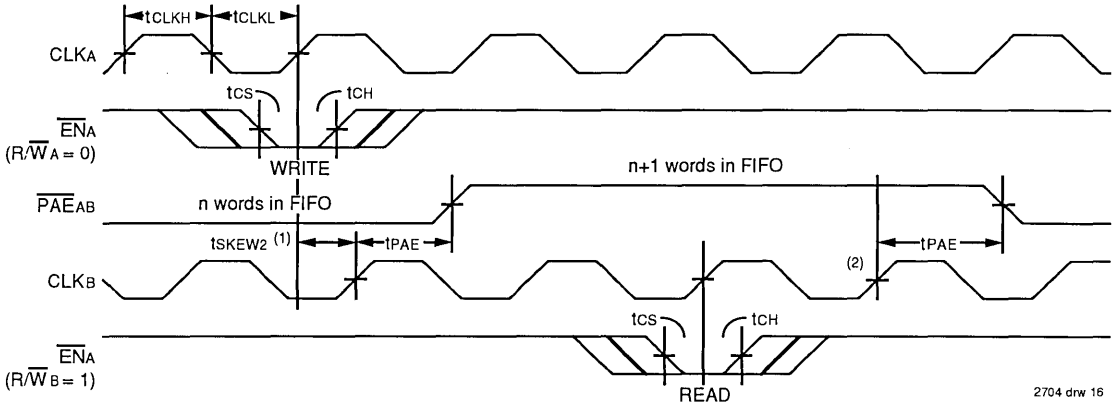 tCLKH tCLKL
CLKA
tCS tCH
ENA
(R/WA = 0)
WRITE
n+1 words in FIFO
PAEAB
n words in FIFO
tSKEW2 (1)
tPAE
tPAE
(2)
CLKB
tCS tCH
ENA
(R/WB = 1)
READ
2704 drw 16